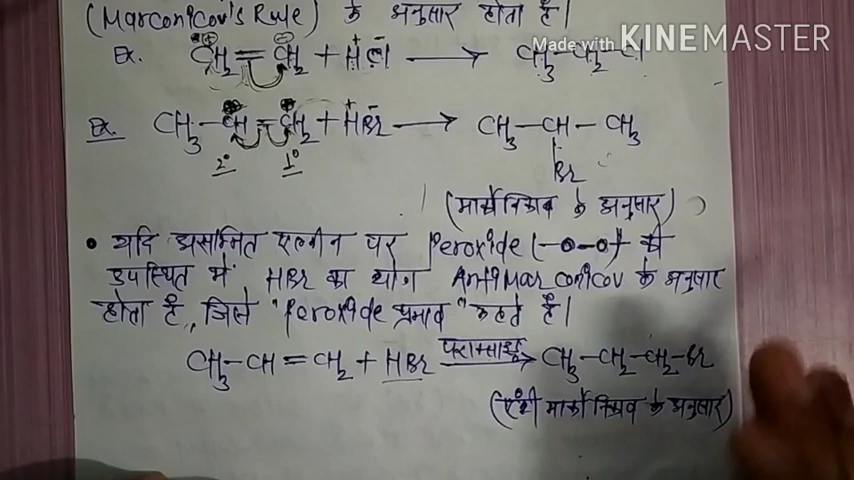 (Marconicov's Rule) के अनुसार होता है।
Made with KINEMASTER
Ex. CH2=CH2 + HCl → CH3-CH2-Cl
Ex. CH3-CH=CH2 + HBr → CH3-CH-CH3
2° 1° Br
(मार्कोनिकाव के अनुसार)
• यदि असममित एल्कीन पर Peroxide (-o-o-) की
उपस्थित में HBr का योग AntiMarconicov के अनुसार
होता है, जिसे "Peroxide प्रभाव" कहते हैं।
CH3-CH=CH2 + HBr पराक्साइड → CH3-CH2-CH2-Br
(एंटी मार्कोनिकाव के अनुसार)